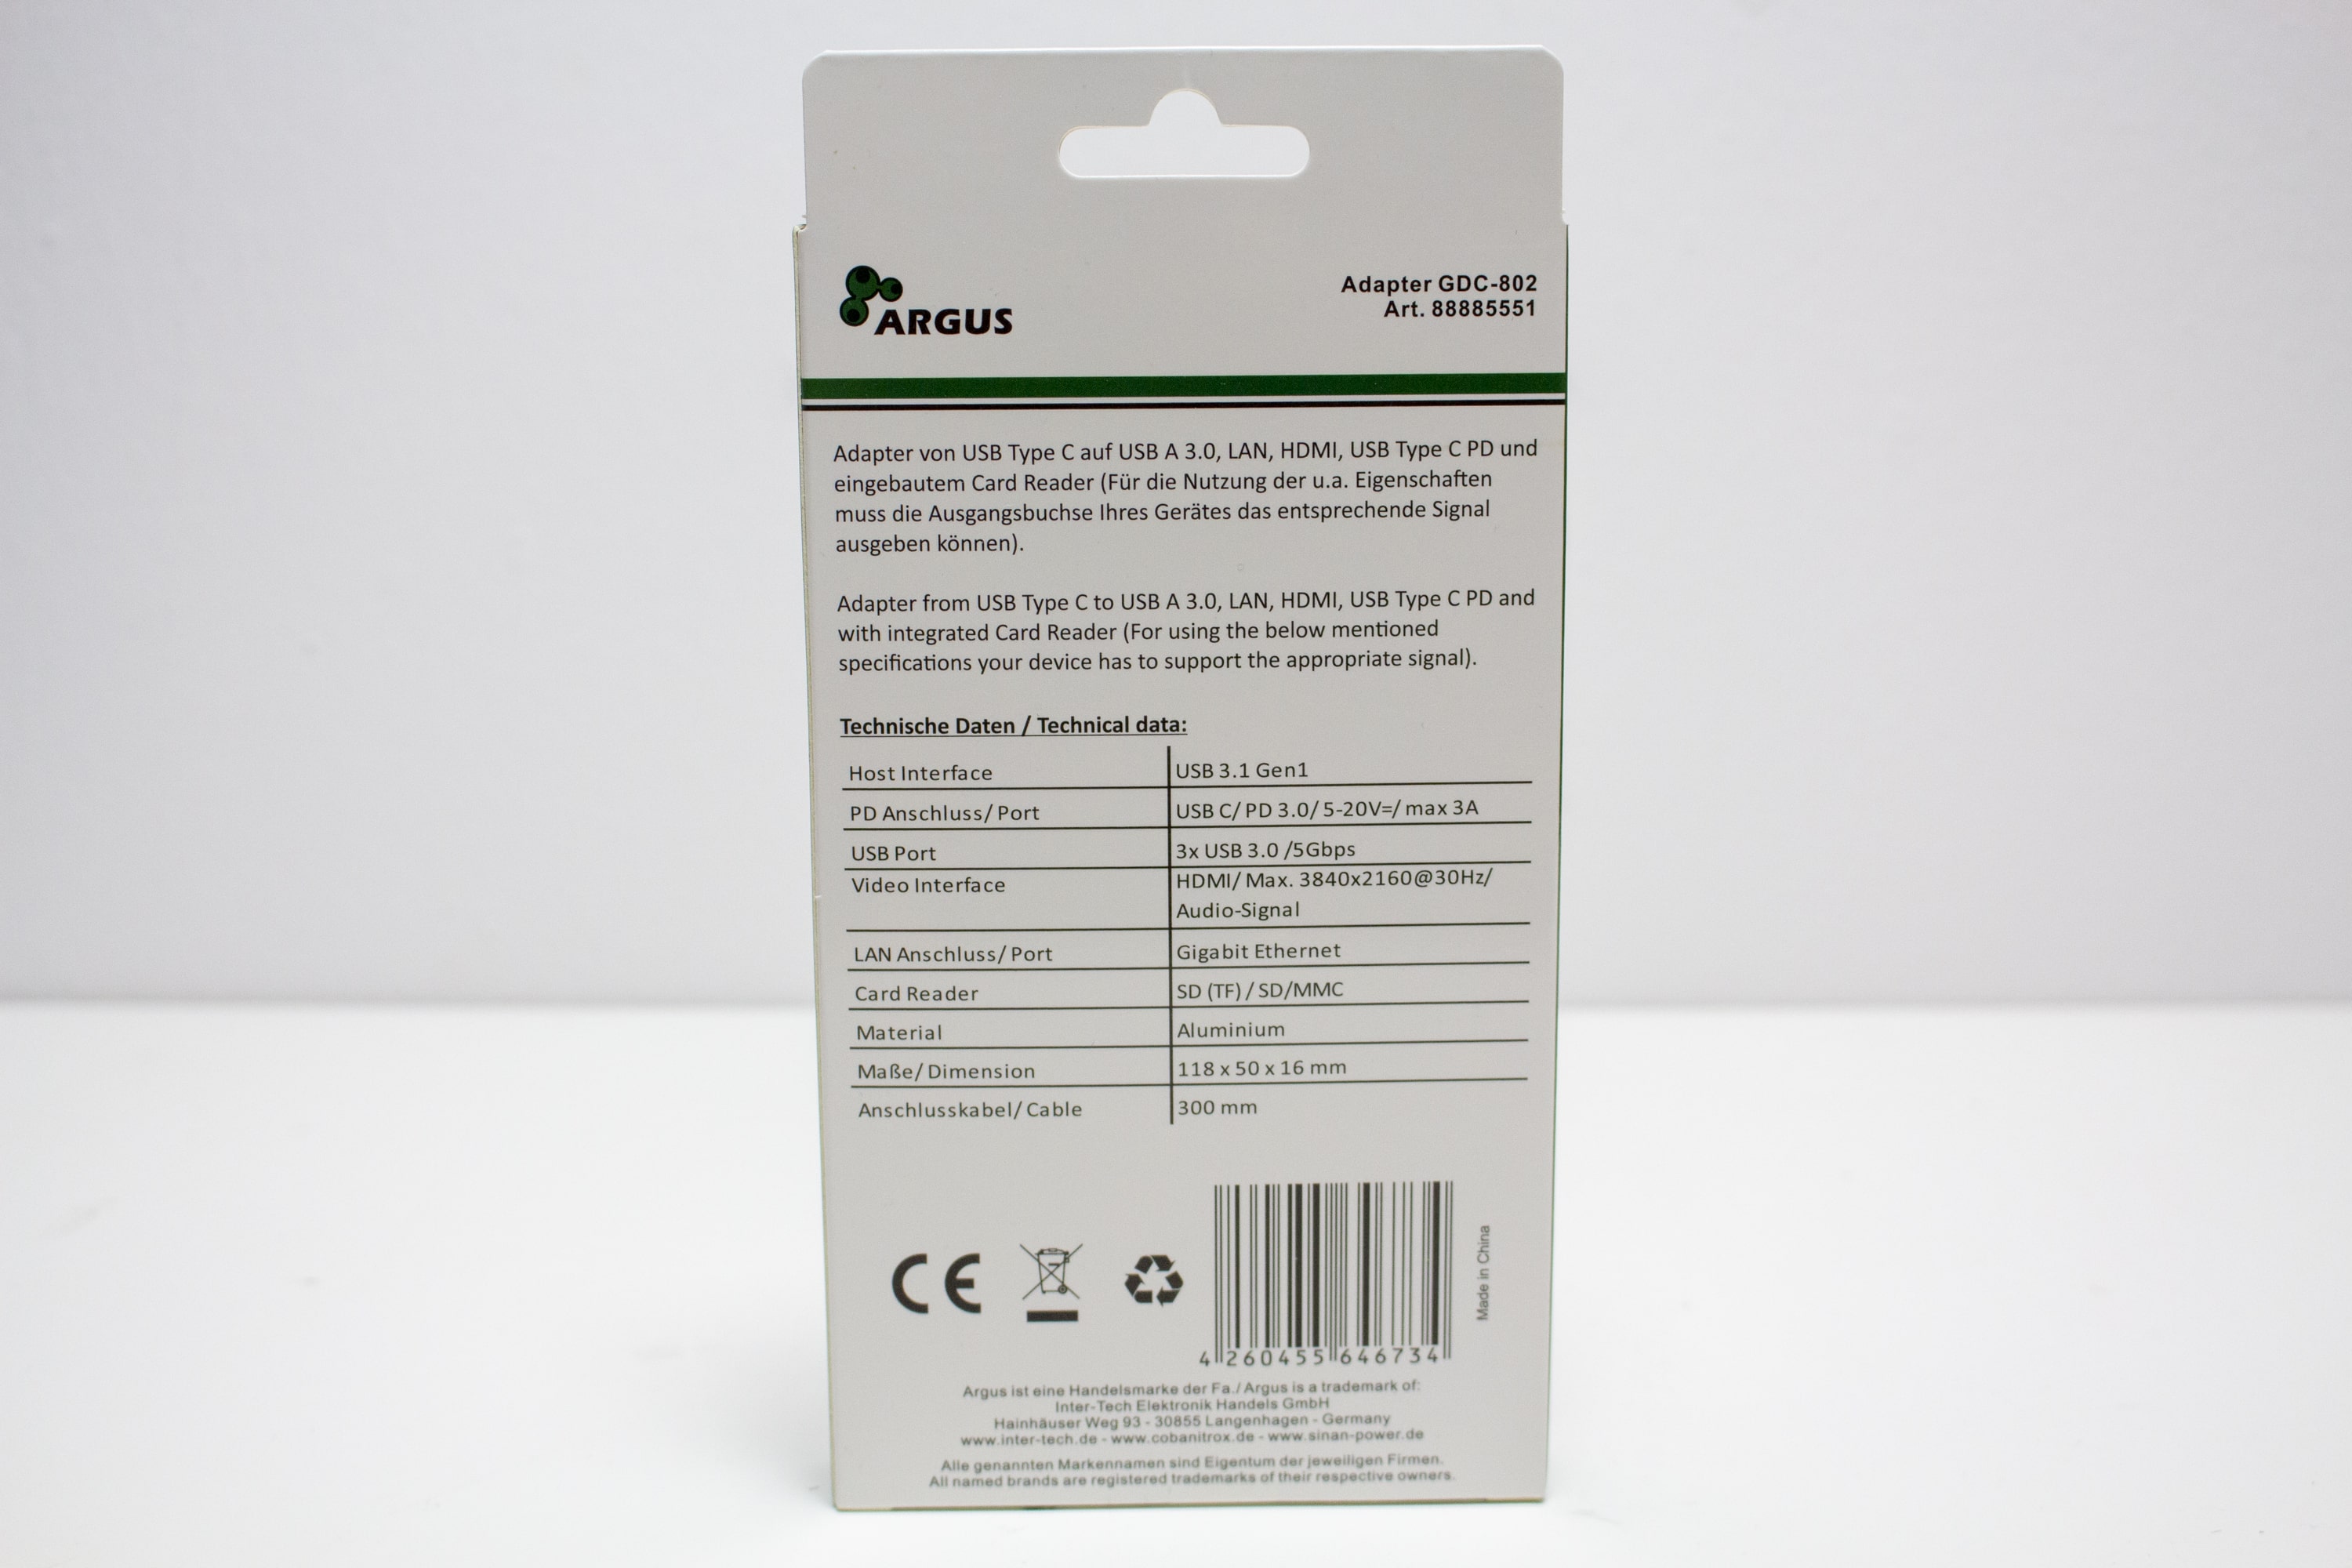 ARGUS
Adapter GDC-802
Art. 88885551
Adapter von USB Type C auf USB A 3.0, LAN, HDMI, USB Type C PD und
eingebautem Card Reader (Für die Nutzung der u.a. Eigenschaften
muss die Ausgangsbuchse Ihres Gerätes das entsprechende Signal
ausgeben können).
Adapter from USB Type C to USB A 3.0, LAN, HDMI, USB Type C PD and
with integrated Card Reader (For using the below mentioned
specifications your device has to support the appropriate signal).
Technische Daten / Technical data:
Host Interface USB 3.1 Gen1
PD Anschluss/ Port USB C/ PD 3.0/ 5-20V=/ max 3A
USB Port 3x USB 3.0 /5Gbps
Video Interface HDMI/ Max. 3840x2160@30Hz/
Audio-Signal
LAN Anschluss/ Port Gigabit Ethernet
Card Reader SD (TF) / SD/MMC
Material Aluminium
Maße/ Dimension 118 x 50 x 16 mm
Anschlusskabel/ Cable 300 mm
CE
Made in China
4 260455 646734
Argus ist eine Handelsmarke der Fa./ Argus is a trademark of:
Inter-Tech Elektronik Handels GmbH
Hainhäuser Weg 93 - 30855 Langenhagen - Germany
www.inter-tech.de - www.cobanitrox.de - www.sinan-power.de
Alle genannten Markennamen sind Eigentum der jeweiligen Firmen.
All named brands are registered trademarks of their respective owners.